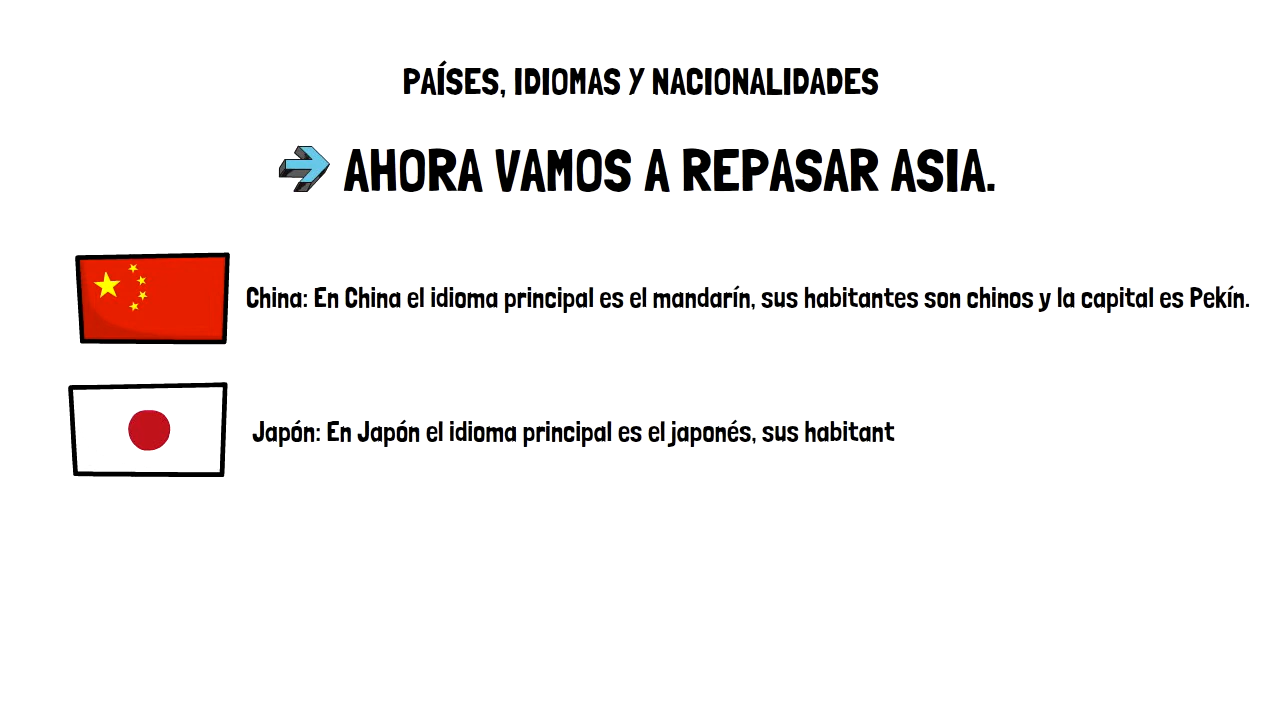 PAÍSES, IDIOMAS Y NACIONALIDADES
AHORA VAMOS A REPASAR ASIA.
China: En China el idioma principal es el mandarín, sus habitantes son chinos y la capital es Pekín.
Japón: En Japón el idioma principal es el japonés, sus habitant